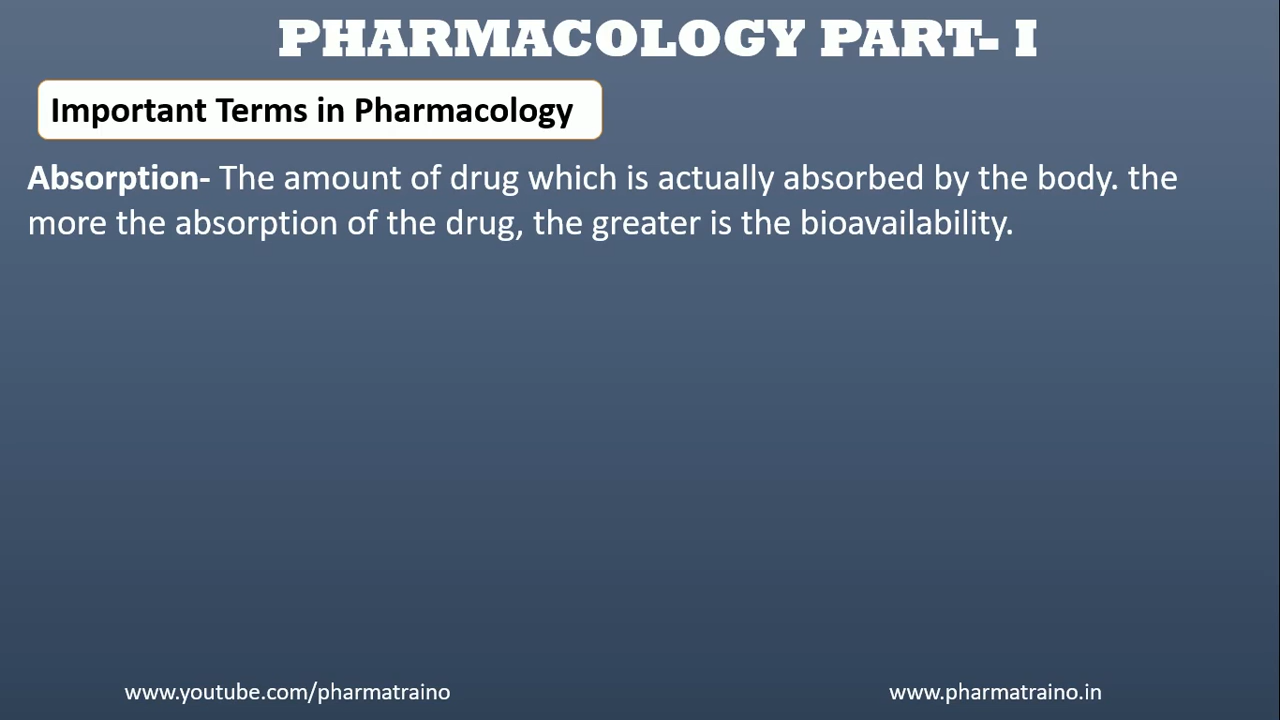 PHARMACOLOGY PART- I
Important Terms in Pharmacology
Absorption- The amount of drug which is actually absorbed by the body. the
more the absorption of the drug, the greater is the bioavailability.
www.youtube.com/pharmatraino
www.pharmatraino.in